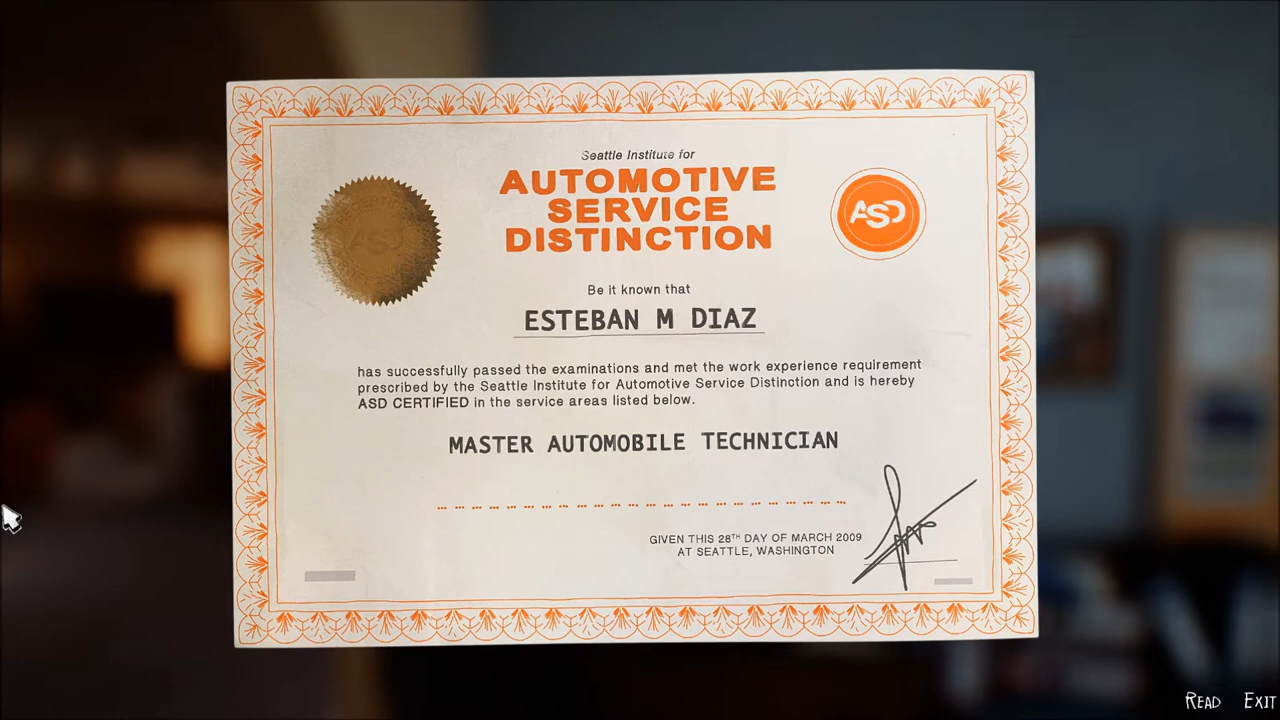 Seattle Institute for
AUTOMOTIVE
SERVICE
DISTINCTION
ASD
ASD
Be it known that
ESTEBAN M DIAZ
has successfully passed the examinations and met the work experience requirement
prescribed by the Seattle Institute for Automotive Service Distinction and is hereby
ASD CERTIFIED in the service areas listed below.
MASTER AUTOMOBILE TECHNICIAN
GIVEN THIS 28TH DAY OF MARCH 2009
AT SEATTLE, WASHINGTON
READ EXIT